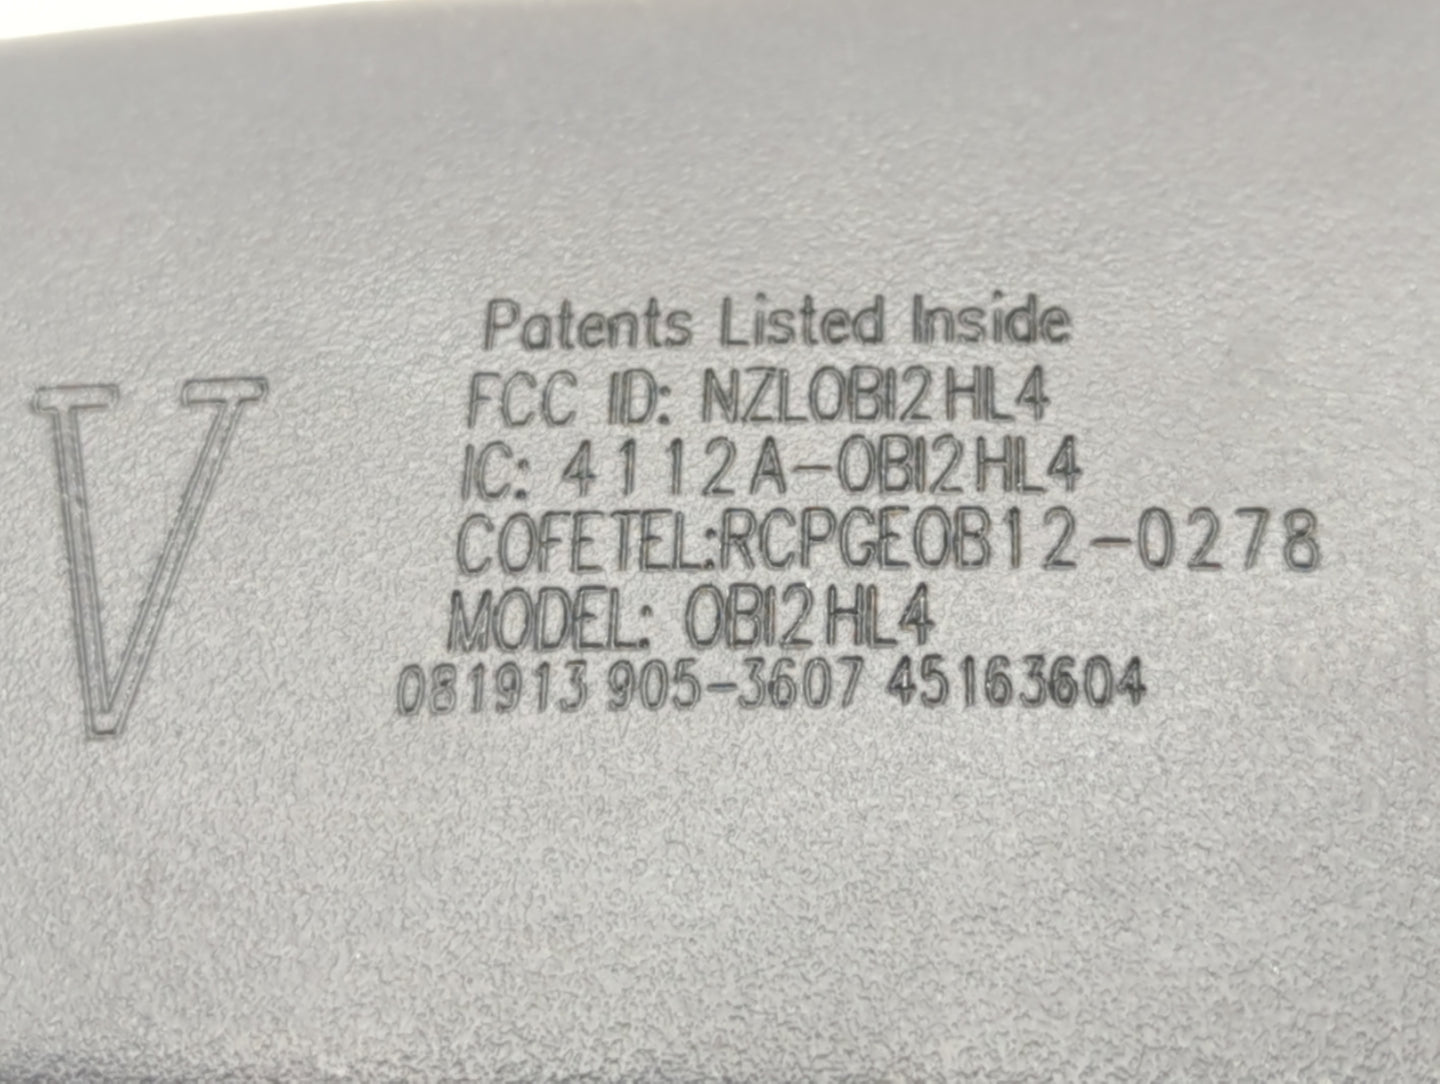 Patents Listed Inside
FCC ID: NZLOBI2HL4
IC: 4112A-OBI2HL4
COFETEL:RCPGEOB12-0278
V
MODEL: OBI2HL4
081913 905-3607 45163604